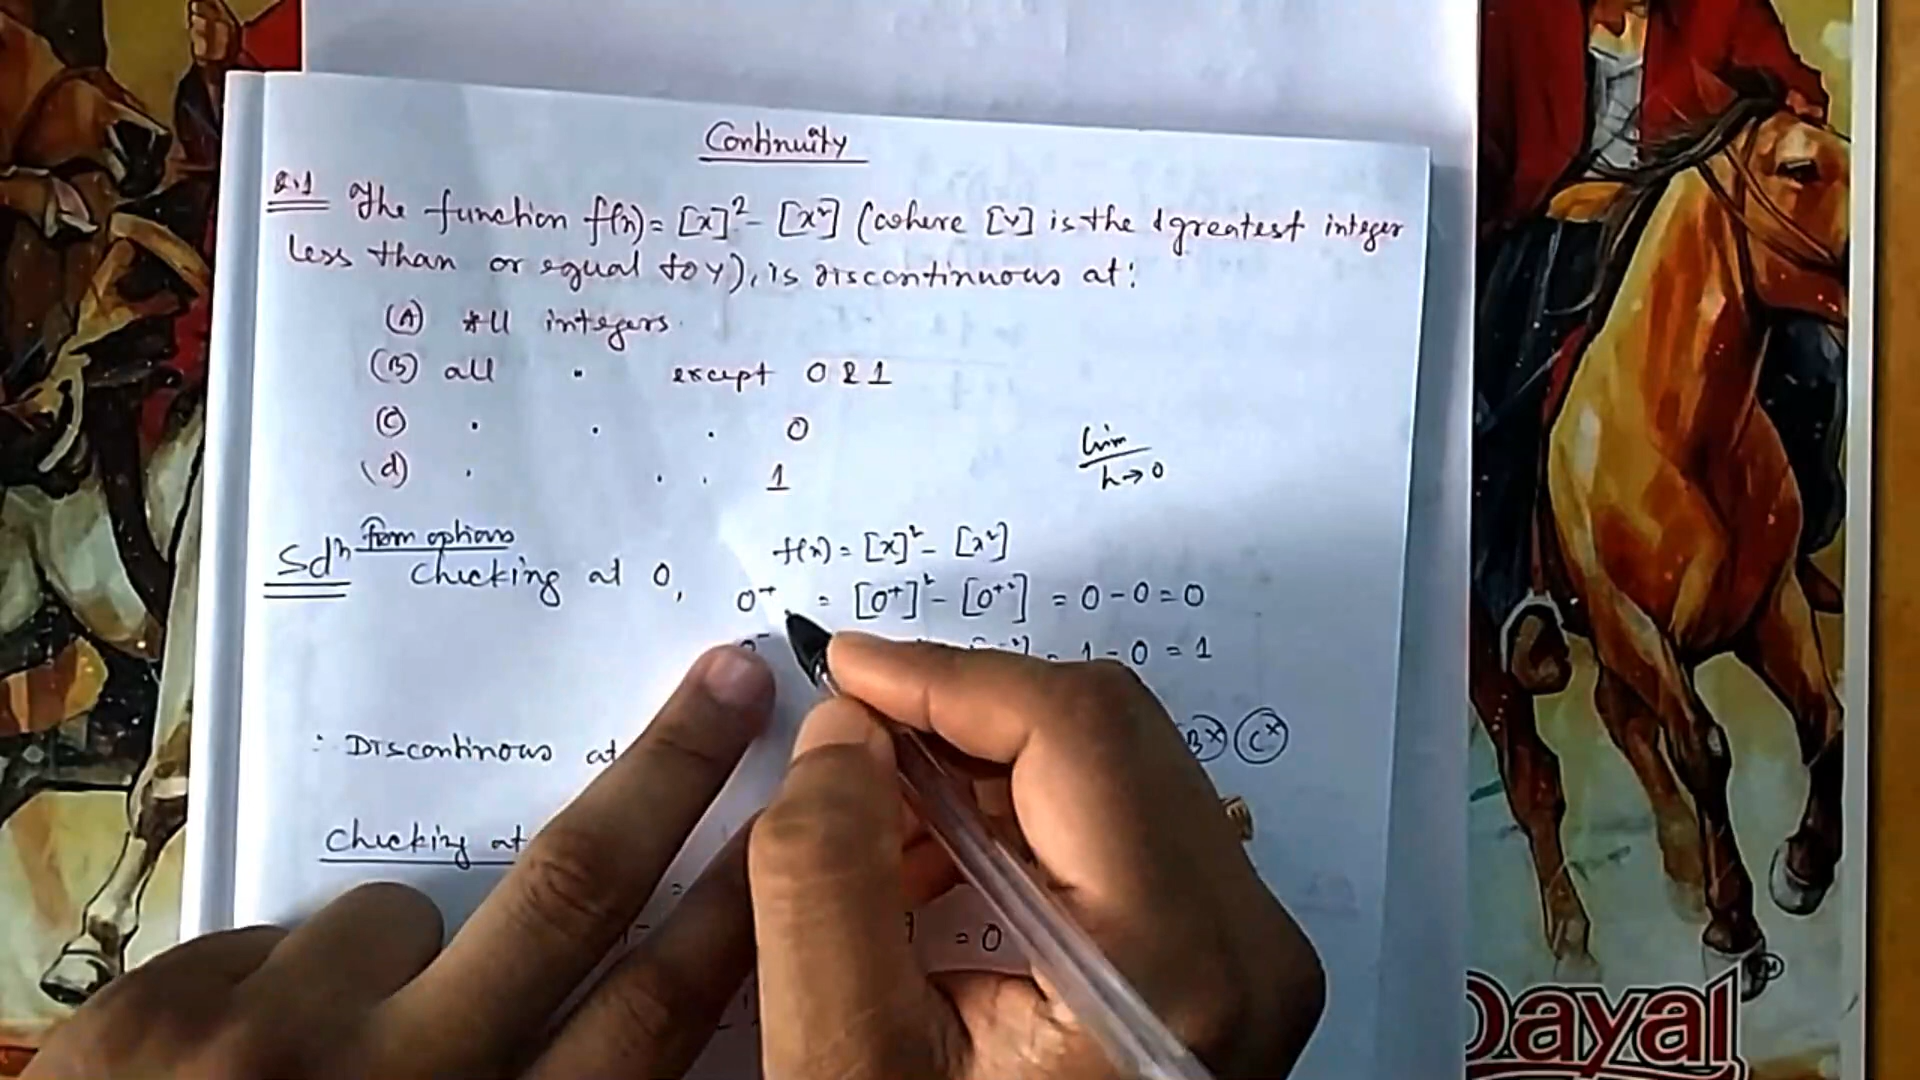 Continuity
Q.1 The function f(x) = [x]² - [x²] (where [y] is the greatest integer
less than or equal to y), is discontinuous at:
(A) All integers.
(B) all " except 0 & 1
(C) . . . 0
(d) . . . 1
Lim
h→0
Solⁿ from options
f(x) = [x]² - [x²]
Checking at 0,
0⁺ = [0⁺]² - [0⁺²] = 0 - 0 = 0
= 1 - 0 = 1
∴ Discontinous at
B× C×
Checking at
=
= 0
Dayal